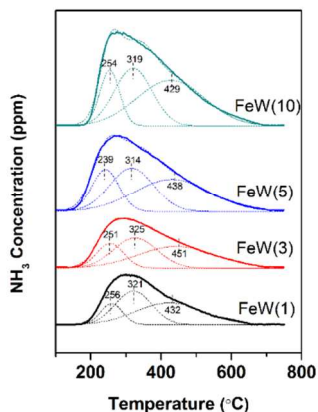 254
319
429
FeW(10)
239
314
438
FeW(5)
251
325
451
FeW(3)
256
321
432
FeW(1)
200
400
600
800
Temperature (°C)
NH3 Concentration (ppm)